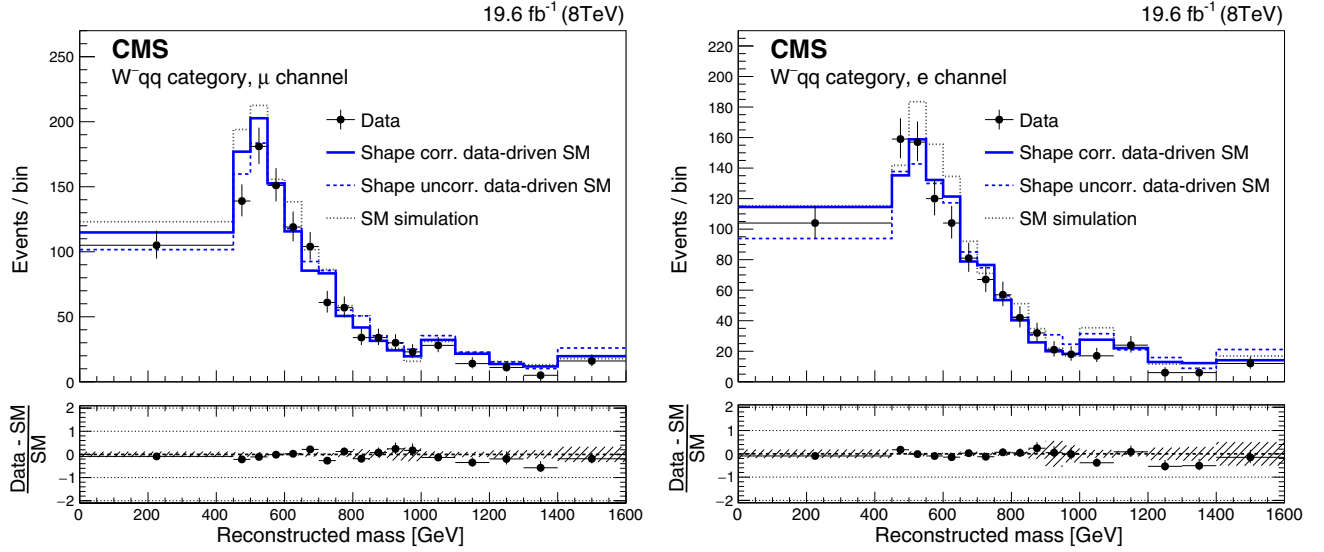 19.6 fb⁻¹ (8TeV)
CMS
W⁻qq category, μ channel
Data
Shape corr. data-driven SM
Shape uncorr. data-driven SM
SM simulation
Events / bin
250
200
150
100
50
0
Data - SM
SM
2
1
0
−1
−2
0 200 400 600 800 1000 1200 1400 1600
Reconstructed mass [GeV]
19.6 fb⁻¹ (8TeV)
CMS
W⁻qq category, e channel
Data
Shape corr. data-driven SM
Shape uncorr. data-driven SM
SM simulation
Events / bin
220
200
180
160
140
120
100
80
60
40
20
0
Data - SM
SM
2
1
0
−1
−2
0 200 400 600 800 1000 1200 1400 1600
Reconstructed mass [GeV]